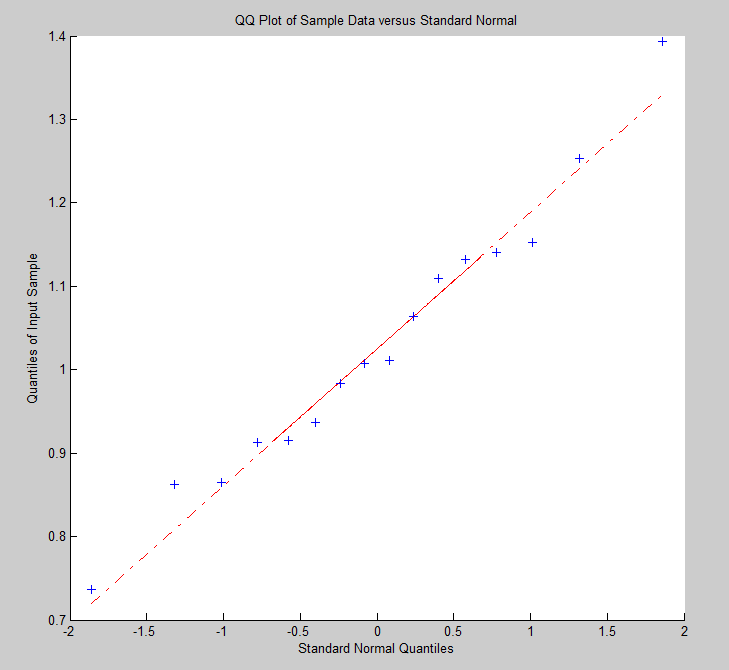 QQ Plot of Sample Data versus Standard Normal
1.4
1.3
1.2
1.1
1
0.9
0.8
0.7
Quantiles of Input Sample
-2 -1.5 -1 -0.5 0 0.5 1 1.5 2
Standard Normal Quantiles